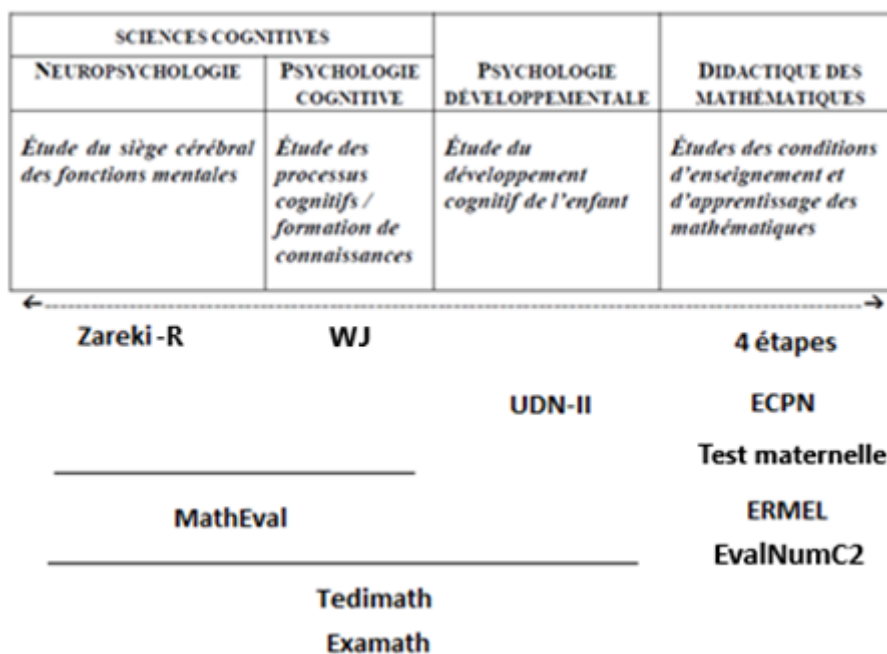 SCIENCES COGNITIVES
NEUROPSYCHOLOGIE
PSYCHOLOGIE
COGNITIVE
PSYCHOLOGIE
DÉVELOPPEMENTALE
DIDACTIQUE DES
MATHÉMATIQUES
Étude du siège cérébral
des fonctions mentales
Étude des
processus
cognitifs /
formation de
connaissances
Étude du
développement
cognitif de l'enfant
Études des conditions
d'enseignement et
d'apprentissage des
mathématiques
Zareki -R
WJ
4 étapes
UDN-II
ECPN
Test maternelle
MathEval
ERMEL
EvalNumC2
Tedimath
Examath